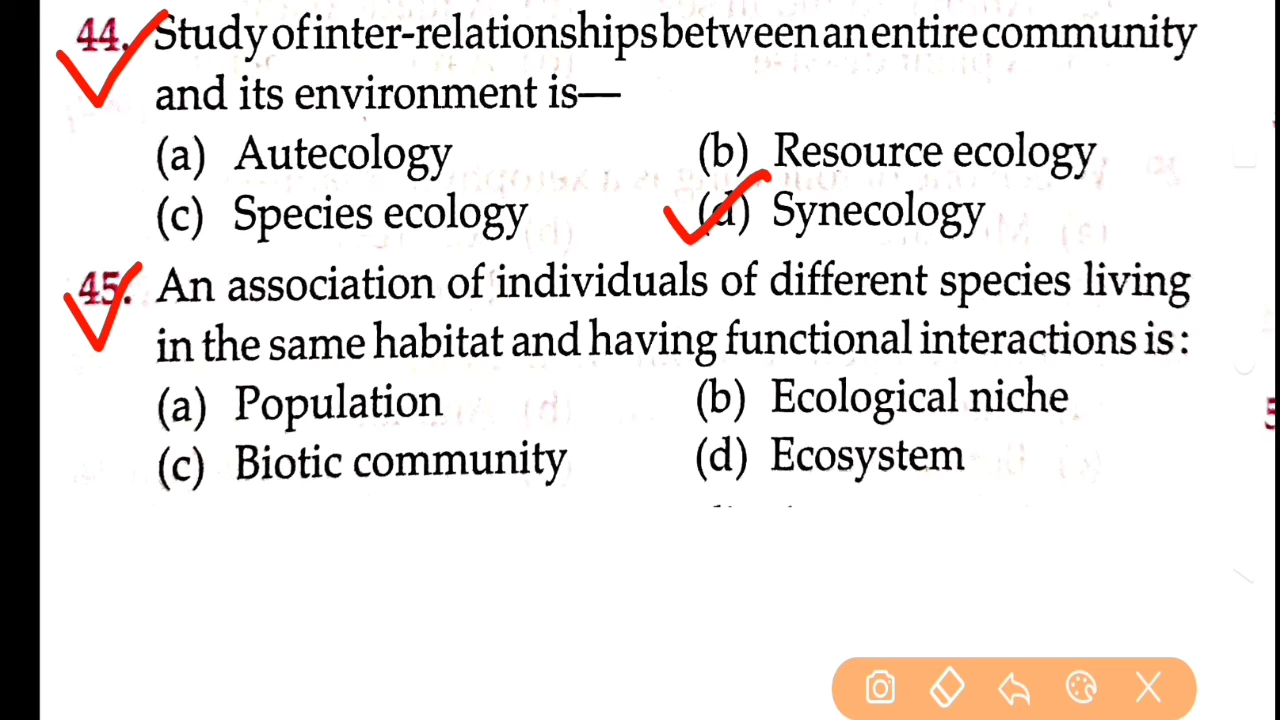 44. Study of inter-relationships between an entire community
and its environment is—
(a) Autecology (b) Resource ecology
(c) Species ecology (d) Synecology
45. An association of individuals of different species living
in the same habitat and having functional interactions is :
(a) Population (b) Ecological niche
(c) Biotic community (d) Ecosystem